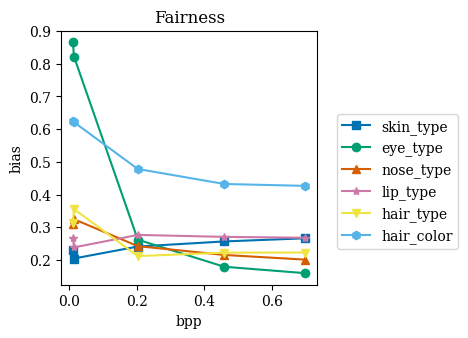 Fairness
0.9
0.8
0.7
0.6
0.5
0.4
0.3
0.2
bias
0.0
0.2
0.4
0.6
bpp
skin_type
eye_type
nose_type
lip_type
hair_type
hair_color